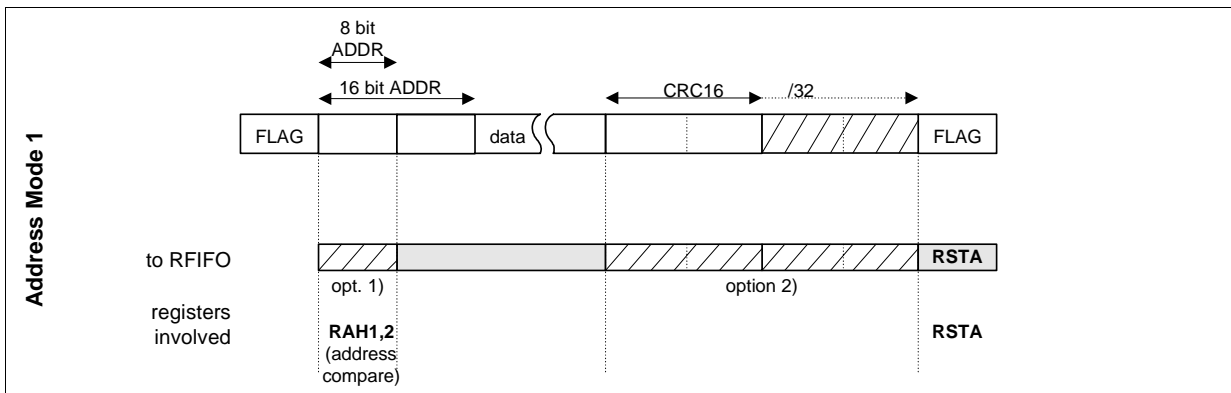 8 bit
ADDR
16 bit ADDR
CRC16 /32
FLAG data FLAG
Address Mode 1
to RFIFO RSTA
opt. 1) option 2)
registers
involved RAH1,2 RSTA
(address
compare)